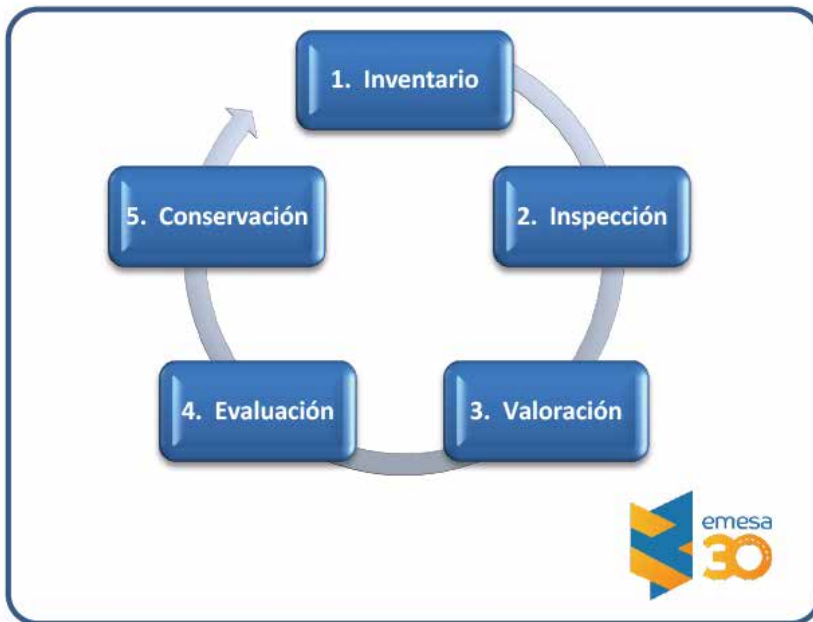 1. Inventario
2. Inspección
3. Valoración
4. Evaluación
5. Conservación
emesa
30